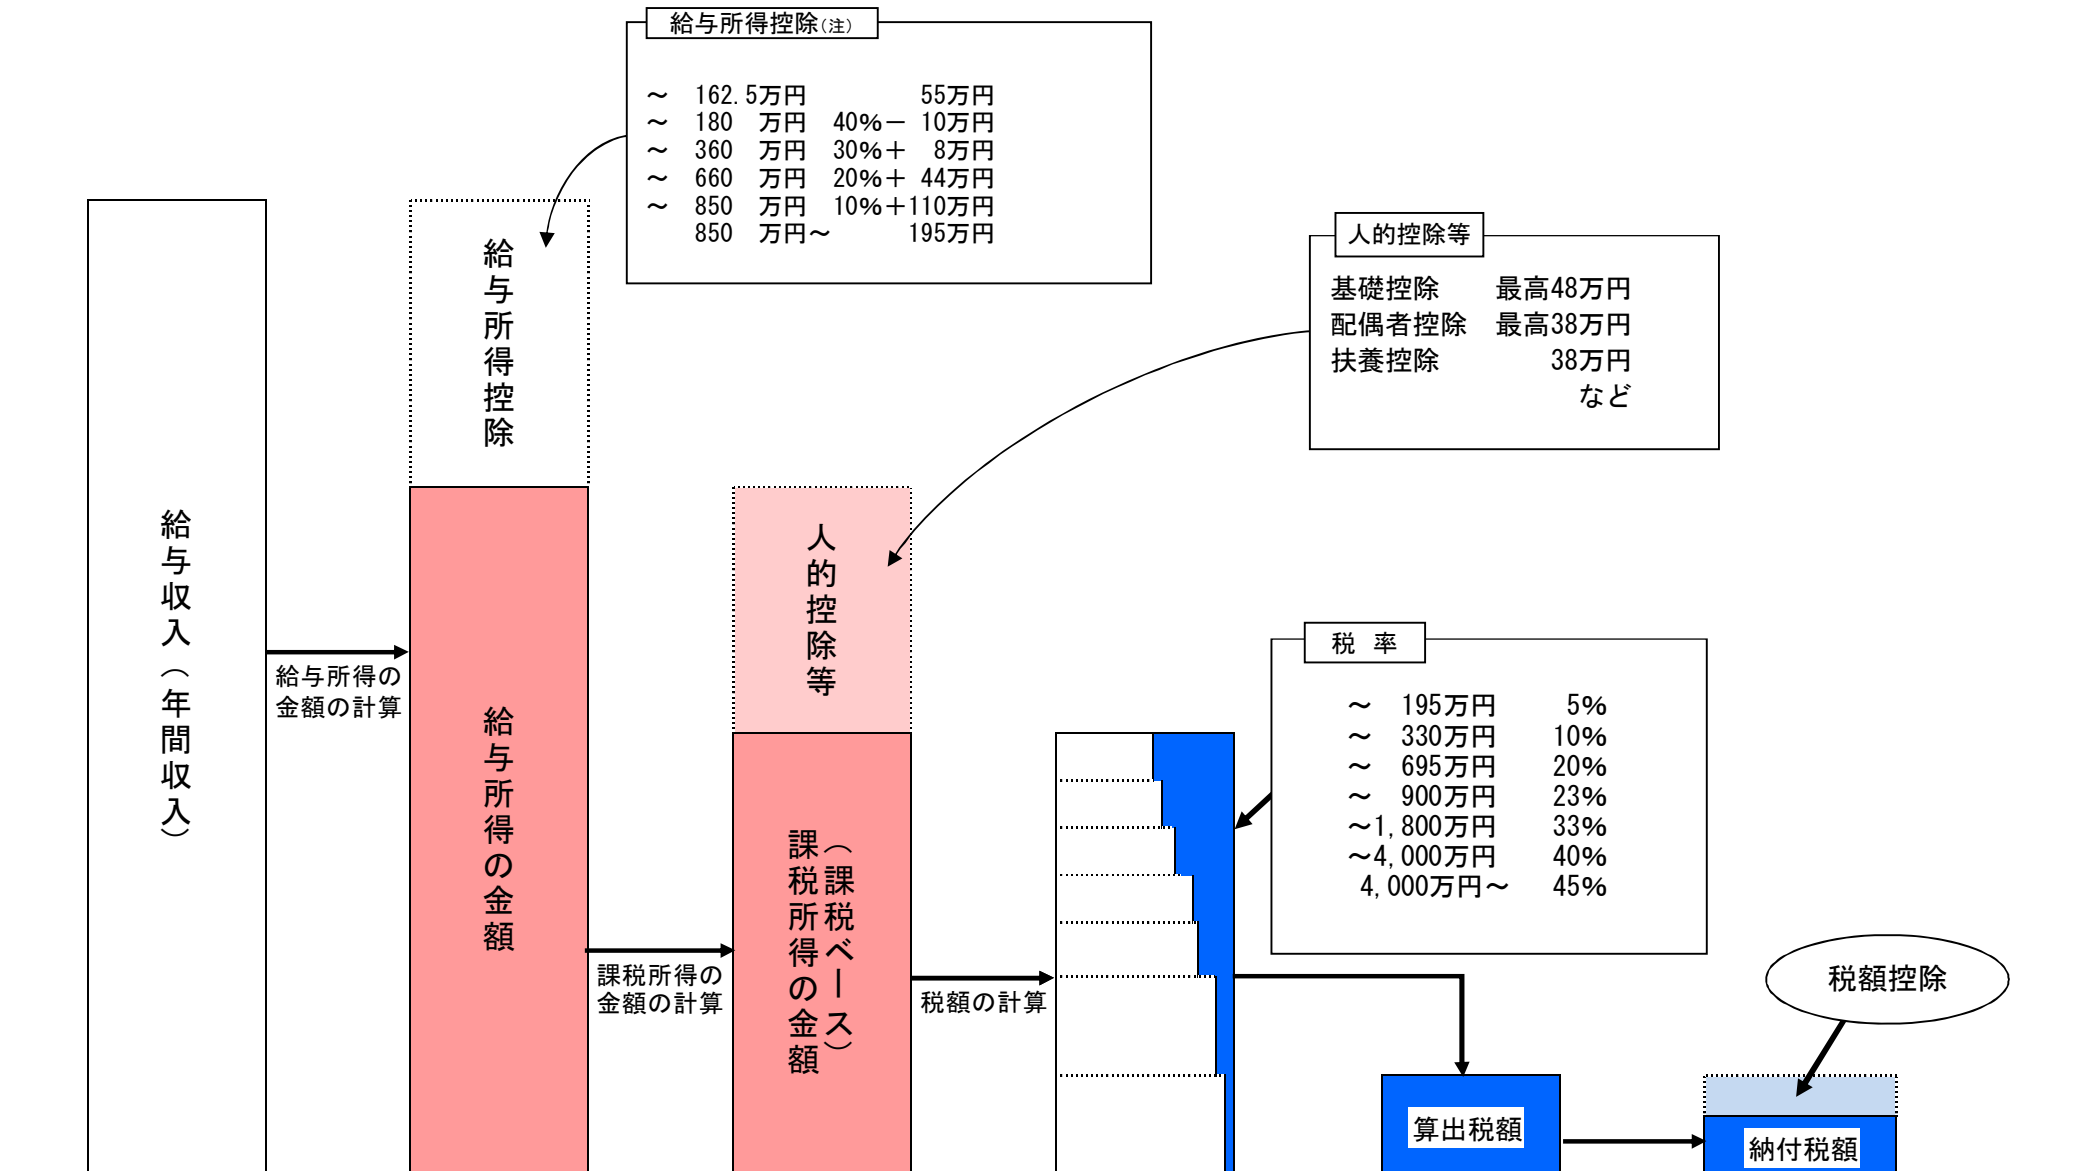 給与所得控除(注)
～ 162.5万円 55万円
～ 180 万円 40%－ 10万円
～ 360 万円 30%＋ 8万円
～ 660 万円 20%＋ 44万円
～ 850 万円 10%＋110万円
850 万円～ 195万円
人的控除等
基礎控除 最高48万円
配偶者控除 最高38万円
扶養控除 38万円
など
給与収入（年間収入）
給与所得の
金額の計算
給与所得控除
給与所得の金額
課税所得の
金額の計算
人的控除等
（課税ベース）
課税所得の金額
税額の計算
税 率
～ 195万円 5%
～ 330万円 10%
～ 695万円 20%
～ 900万円 23%
～1,800万円 33%
～4,000万円 40%
4,000万円～ 45%
算出税額
税額控除
納付税額